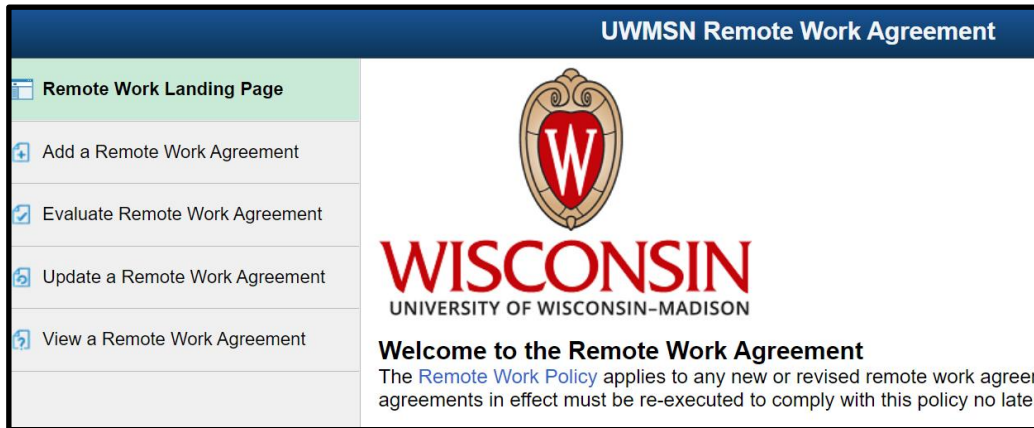 UWMSN Remote Work Agreement
Remote Work Landing Page
Add a Remote Work Agreement
Evaluate Remote Work Agreement
Update a Remote Work Agreement
View a Remote Work Agreement
W
WISCONSIN
UNIVERSITY OF WISCONSIN–MADISON
Welcome to the Remote Work Agreement
The Remote Work Policy applies to any new or revised remote work
agreements in effect must be re-executed to comply with this policy no